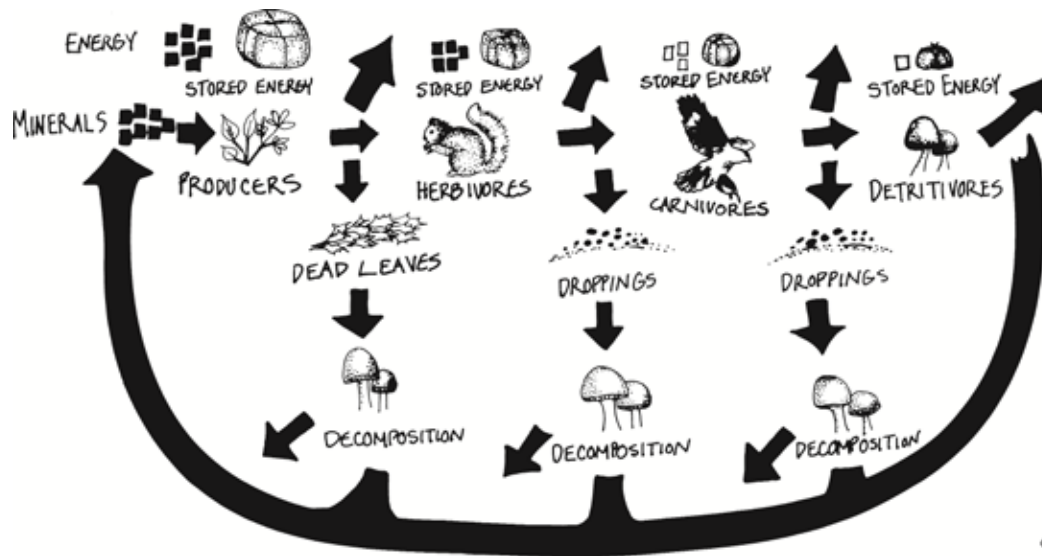 ENERGY
STORED ENERGY
STORED ENERGY
STORED ENERGY
STORED ENERGY
MINERALS
PRODUCERS
HERBIVORES
CARNIVORES
DETRITIVORES
DEAD LEAVES
DROPPINGS
DROPPINGS
DECOMPOSITION
DECOMPOSITION
DECOMPOSITION